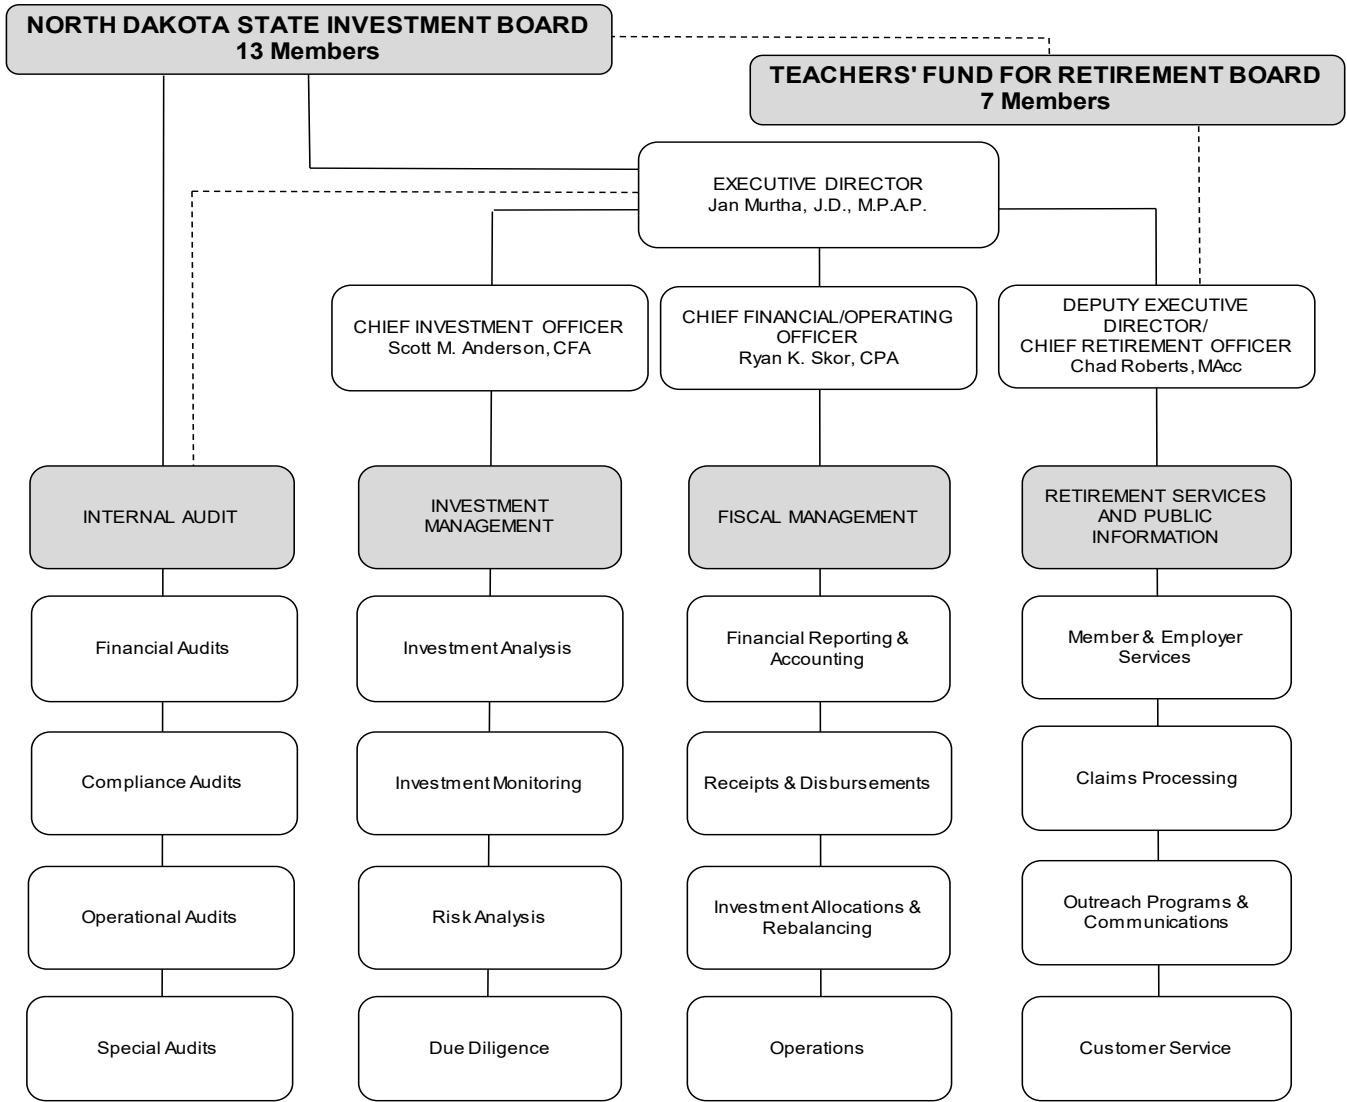 NORTH DAKOTA STATE INVESTMENT BOARD
13 Members
TEACHERS' FUND FOR RETIREMENT BOARD
7 Members
EXECUTIVE DIRECTOR
Jan Murtha, J.D., M.P.A.P.
CHIEF INVESTMENT OFFICER
Scott M. Anderson, CFA
CHIEF FINANCIAL/OPERATING
OFFICER
Ryan K. Skor, CPA
DEPUTY EXECUTIVE
DIRECTOR/
CHIEF RETIREMENT OFFICER
Chad Roberts, MAcc
INTERNAL AUDIT
INVESTMENT
MANAGEMENT
FISCAL MANAGEMENT
RETIREMENT SERVICES
AND PUBLIC
INFORMATION
Financial Audits
Investment Analysis
Financial Reporting &
Accounting
Member & Employer
Services
Compliance Audits
Investment Monitoring
Receipts & Disbursements
Claims Processing
Operational Audits
Risk Analysis
Investment Allocations &
Rebalancing
Outreach Programs &
Communications
Special Audits
Due Diligence
Operations
Customer Service